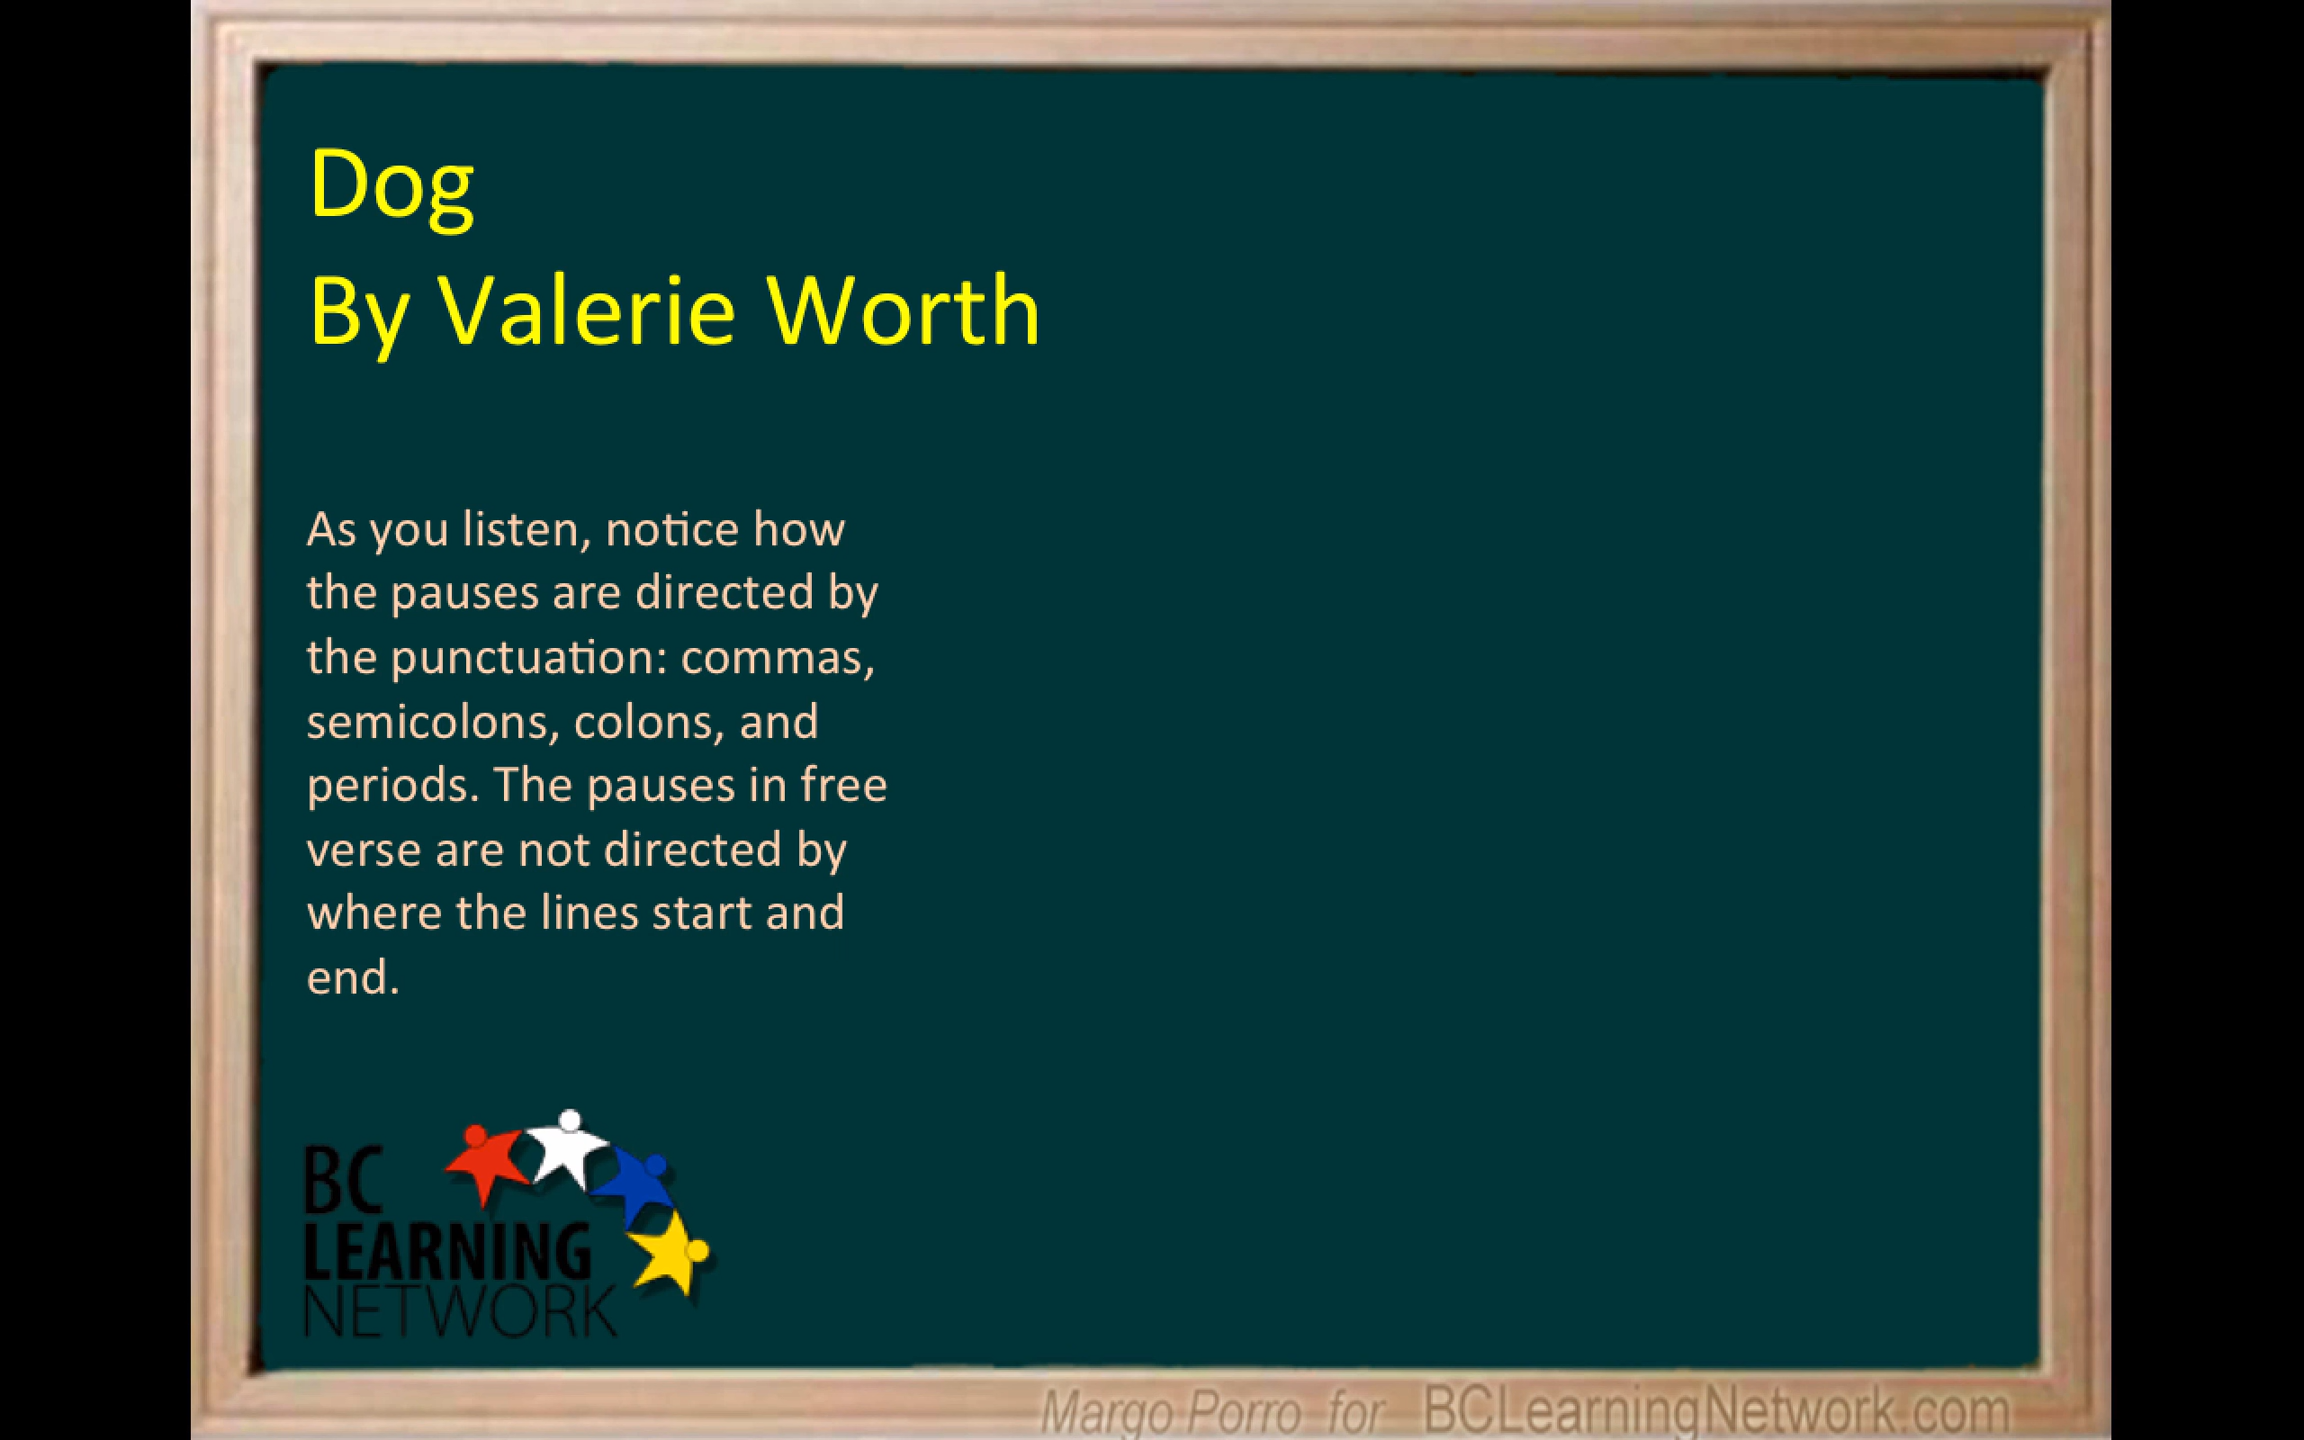 Dog
By Valerie Worth
As you listen, notice how
the pauses are directed by
the punctuation: commas,
semicolons, colons, and
periods. The pauses in free
verse are not directed by
where the lines start and
end.
BC
LEARNING
NETWORK
Margo Porro for BCLearningNetwork.com